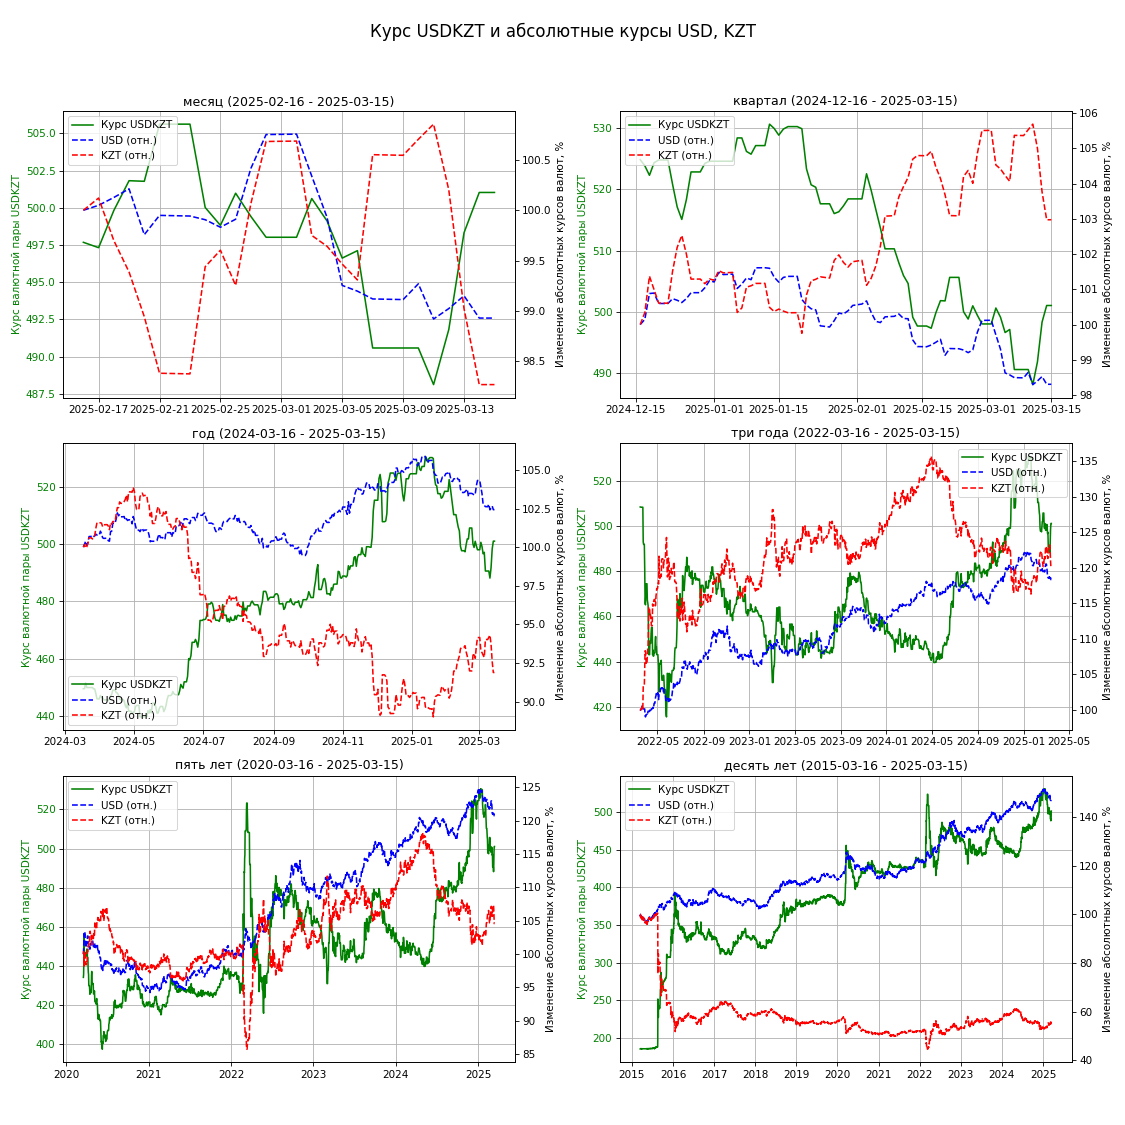 Курс USDKZT и абсолютные курсы USD, KZT
месяц (2025-02-16 - 2025-03-15)
Курс USDKZT
USD (отн.)
KZT (отн.)
Курс валютной пары USDKZT
505.0
502.5
500.0
497.5
495.0
492.5
490.0
487.5
100.5
100.0
99.5
99.0
98.5
Изменение абсолютных курсов валют, %
2025-02-17 2025-02-21 2025-02-25 2025-03-01 2025-03-05 2025-03-09 2025-03-13
квартал (2024-12-16 - 2025-03-15)
Курс USDKZT
USD (отн.)
KZT (отн.)
Курс валютной пары USDKZT
530
520
510
500
490
106
105
104
103
102
101
100
99
98
Изменение абсолютных курсов валют, %
2024-12-15 2025-01-01 2025-01-15 2025-02-01 2025-02-15 2025-03-01 2025-03-15
год (2024-03-16 - 2025-03-15)
Курс USDKZT
USD (отн.)
KZT (отн.)
Курс валютной пары USDKZT
520
500
480
460
440
105.0
102.5
100.0
97.5
95.0
92.5
90.0
Изменение абсолютных курсов валют, %
2024-03 2024-05 2024-07 2024-09 2024-11 2025-01 2025-03
три года (2022-03-16 - 2025-03-15)
Курс USDKZT
USD (отн.)
KZT (отн.)
Курс валютной пары USDKZT
520
500
480
460
440
420
135
130
125
120
115
110
105
100
Изменение абсолютных курсов валют, %
2022-05 2022-09 2023-01 2023-05 2023-09 2024-01 2024-05 2024-09 2025-01 2025-05
пять лет (2020-03-16 - 2025-03-15)
Курс USDKZT
USD (отн.)
KZT (отн.)
Курс валютной пары USDKZT
520
500
480
460
440
420
400
125
120
115
110
105
100
95
90
85
Изменение абсолютных курсов валют, %
2020 2021 2022 2023 2024 2025
десять лет (2015-03-16 - 2025-03-15)
Курс USDKZT
USD (отн.)
KZT (отн.)
Курс валютной пары USDKZT
500
450
400
350
300
250
200
140
120
100
80
60
40
Изменение абсолютных курсов валют, %
2015 2016 2017 2018 2019 2020 2021 2022 2023 2024 2025